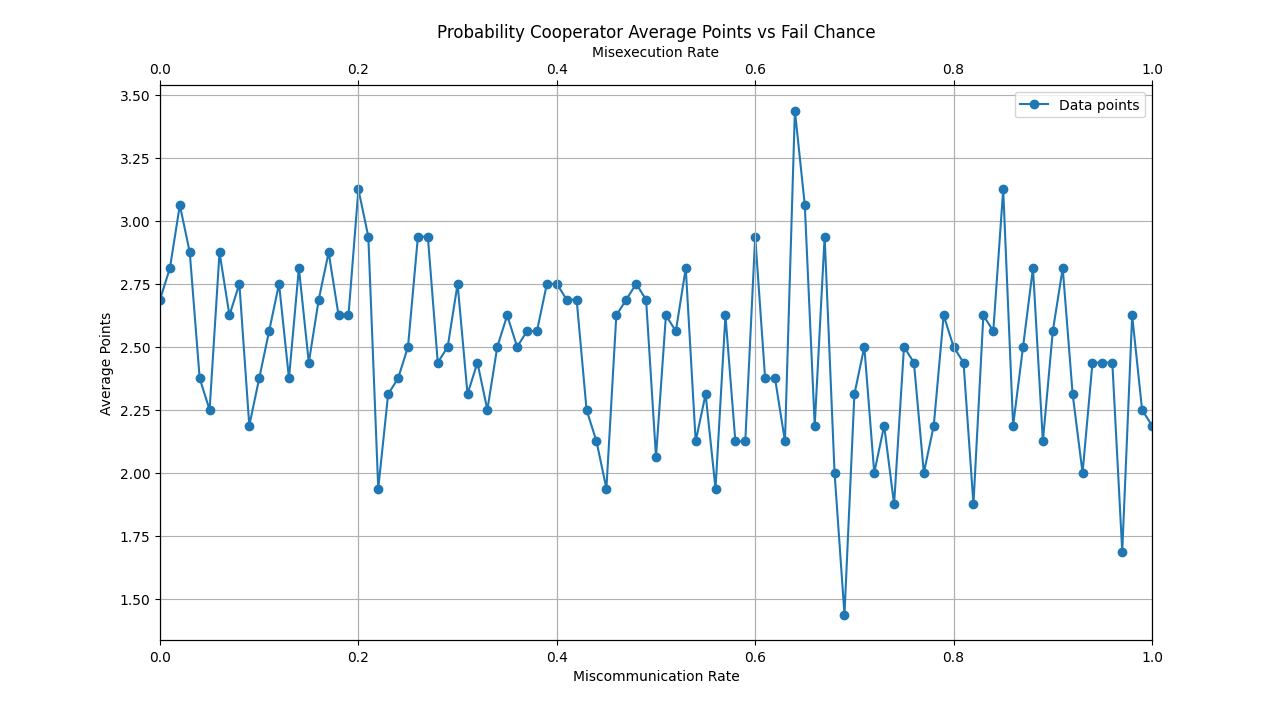 Probability Cooperator Average Points vs Fail Chance
Misexecution Rate
0.0 0.2 0.4 0.6 0.8 1.0
Data points
3.50
3.25
3.00
2.75
2.50
2.25
2.00
1.75
1.50
Average Points
0.0 0.2 0.4 0.6 0.8 1.0
Miscommunication Rate